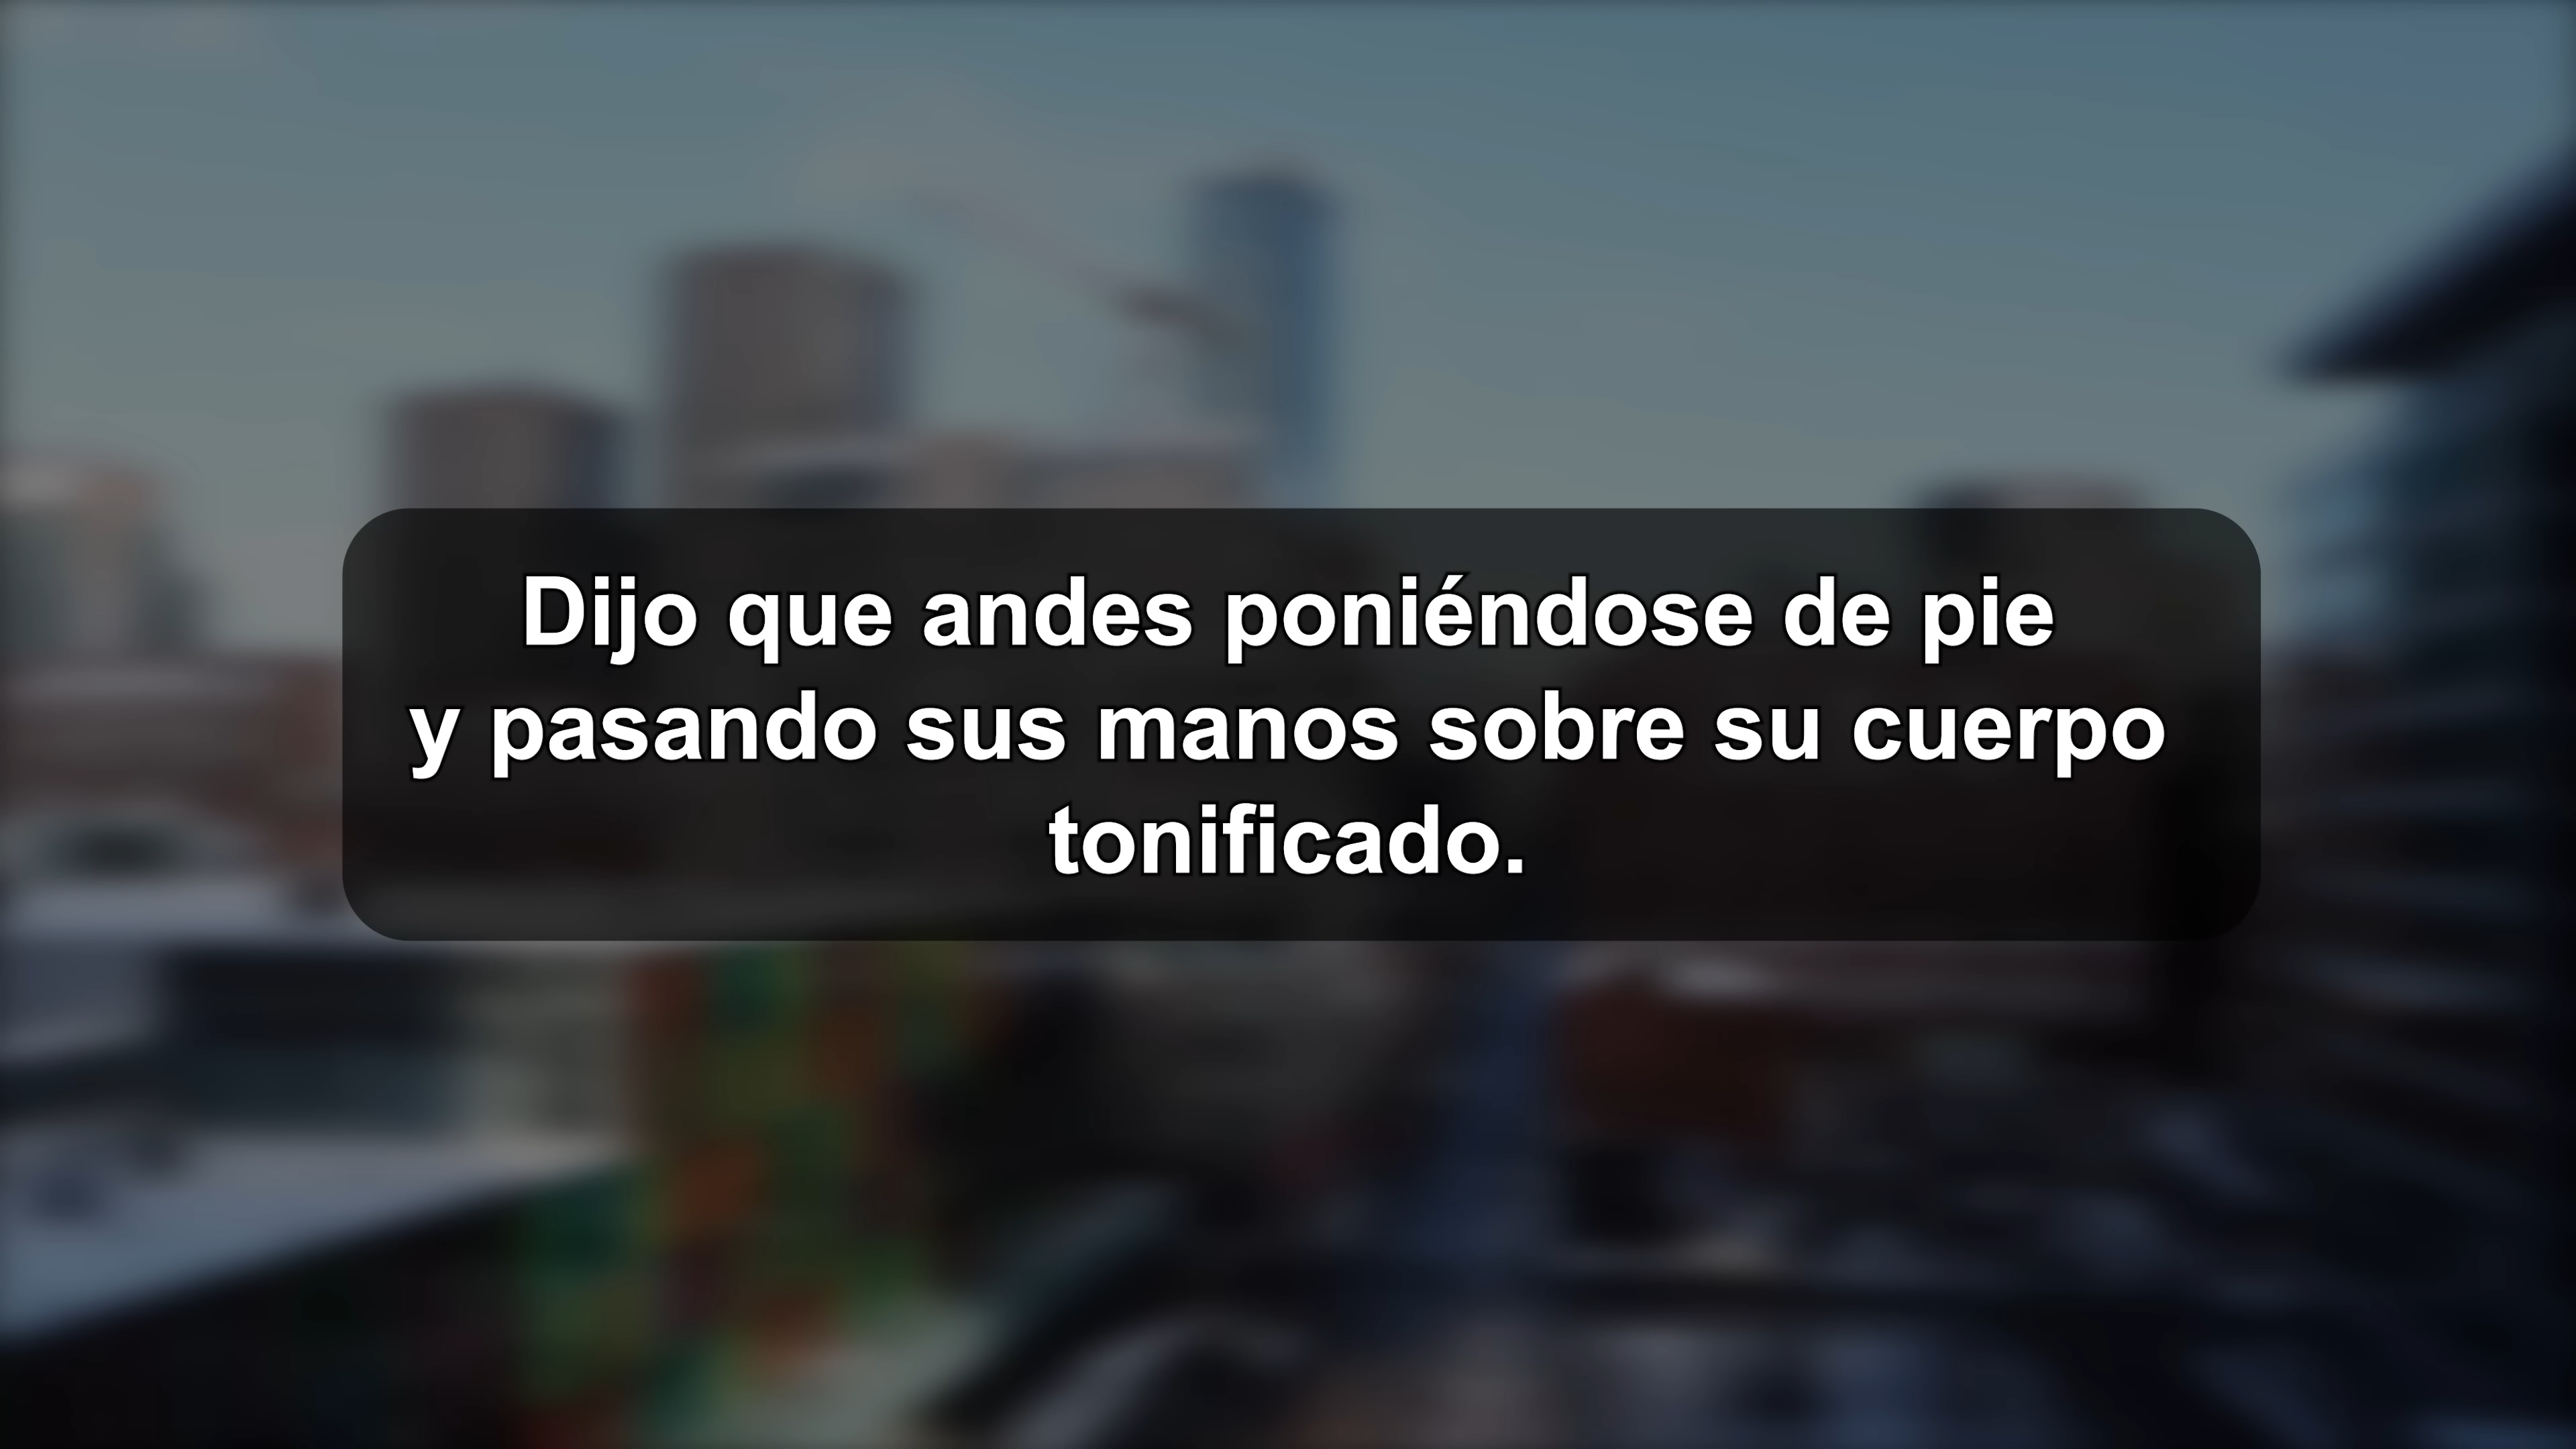 Dijo que andes poniéndose de pie
y pasando sus manos sobre su cuerpo
tonificado.